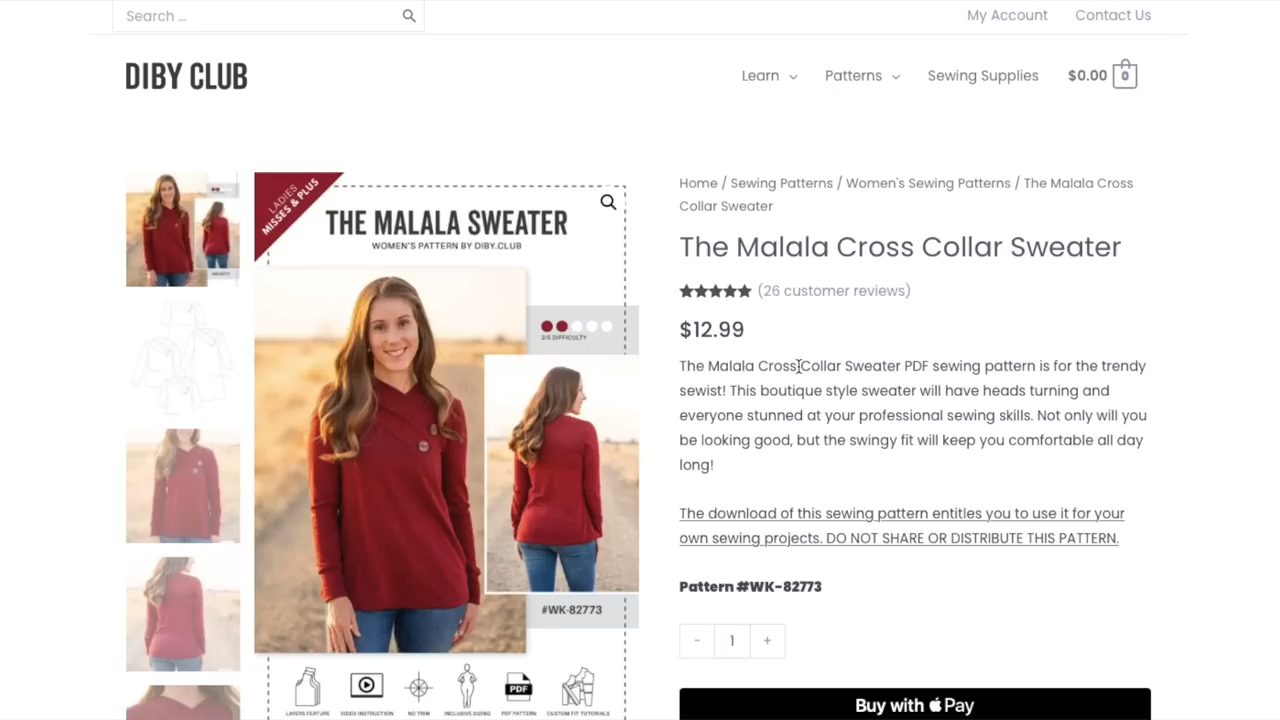 Search ...
My Account Contact Us
DIBY CLUB
Learn Patterns Sewing Supplies $0.00 0
LADIES
MISSES & PLUS
THE MALALA SWEATER
WOMEN'S PATTERN BY DIBY.CLUB
2/5 DIFFICULTY
#WK-82773
LAYERS FEATURE VIDEO INSTRUCTION NO TRIM INCLUSIVE SIZING PDF PATTERN CUSTOM FIT TUTORIALS
PDF
Home / Sewing Patterns / Women's Sewing Patterns / The Malala Cross
Collar Sweater
The Malala Cross Collar Sweater
(26 customer reviews)
$12.99
The Malala Cross Collar Sweater PDF sewing pattern is for the trendy
sewist! This boutique style sweater will have heads turning and
everyone stunned at your professional sewing skills. Not only will you
be looking good, but the swingy fit will keep you comfortable all day
long!
The download of this sewing pattern entitles you to use it for your
own sewing projects. DO NOT SHARE OR DISTRIBUTE THIS PATTERN.
Pattern #WK-82773
- 1 +
Buy with Pay